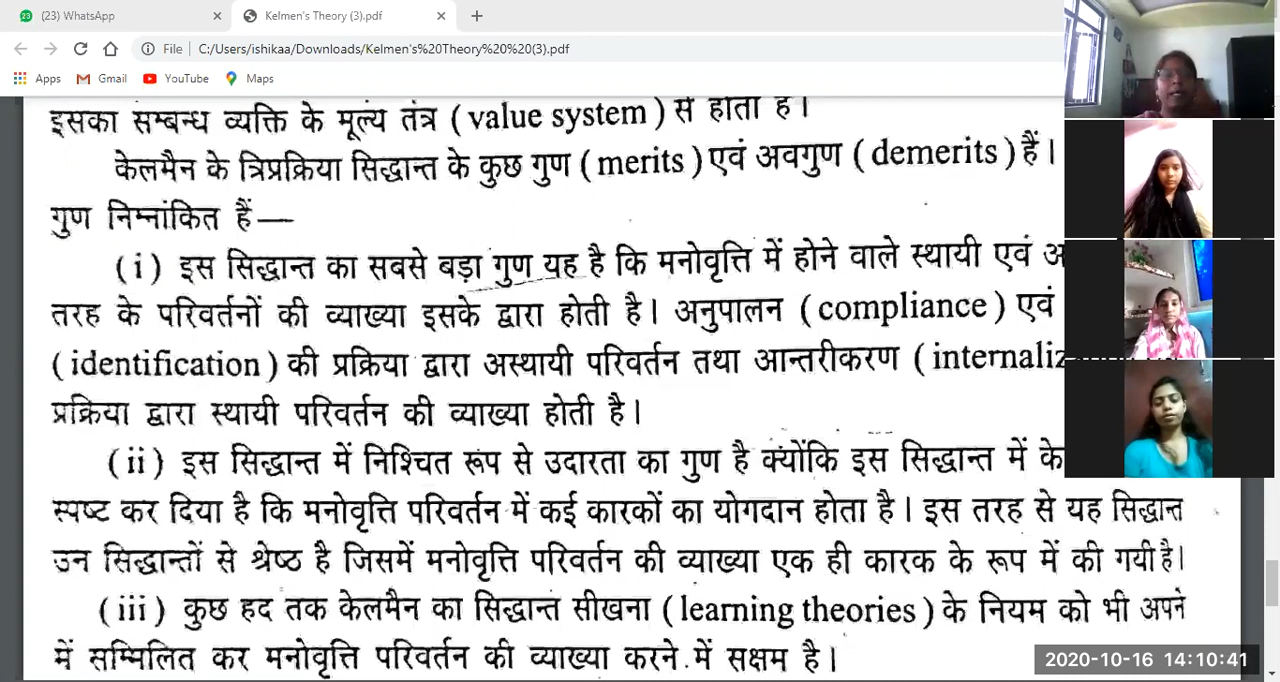 23 (23) WhatsApp
Kelmen's Theory (3).pdf
File C:/Users/ishikaa/Downloads/Kelmen's%20Theory%20%20(3).pdf
Apps Gmail YouTube Maps
इसका सम्बन्ध व्यक्ति के मूल्य तंत्र ( value system ) से होता है।
केलमैन के त्रिप्रक्रिया सिद्धान्त के कुछ गुण ( merits ) एवं अवगुण ( demerits ) हैं।
गुण निम्नांकित हैं—
(i) इस सिद्धान्त का सबसे बड़ा गुण यह है कि मनोवृत्ति में होने वाले स्थायी एवं
तरह के परिवर्तनों की व्याख्या इसके द्वारा होती है। अनुपालन ( compliance ) एवं
( identification ) की प्रक्रिया द्वारा अस्थायी परिवर्तन तथा आन्तरीकरण
प्रक्रिया द्वारा स्थायी परिवर्तन की व्याख्या होती है।
(ii) इस सिद्धान्त में निश्चित रूप से उदारता का गुण है क्योंकि इस सिद्धान्त में
स्पष्ट कर दिया है कि मनोवृत्ति परिवर्तन में कई कारकों का योगदान होता है। इस तरह से यह सिद्धान्त
उन सिद्धान्तों से श्रेष्ठ है जिसमें मनोवृत्ति परिवर्तन की व्याख्या एक ही कारक के रूप में की गयी है।
(iii) कुछ हद तक केलमैन का सिद्धान्त सीखना ( learning theories ) के नियम को भी अपने
में सम्मिलित कर मनोवृत्ति परिवर्तन की व्याख्या करने में सक्षम है।
2020-10-16 14:10:41